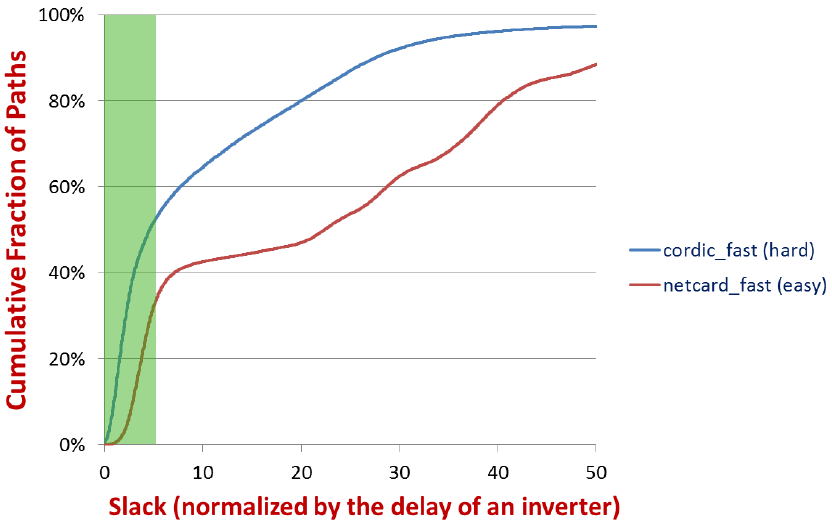 Cumulative Fraction of Paths
100%
80%
60%
40%
20%
0%
0 10 20 30 40 50
Slack (normalized by the delay of an inverter)
cordic_fast (hard)
netcard_fast (easy)